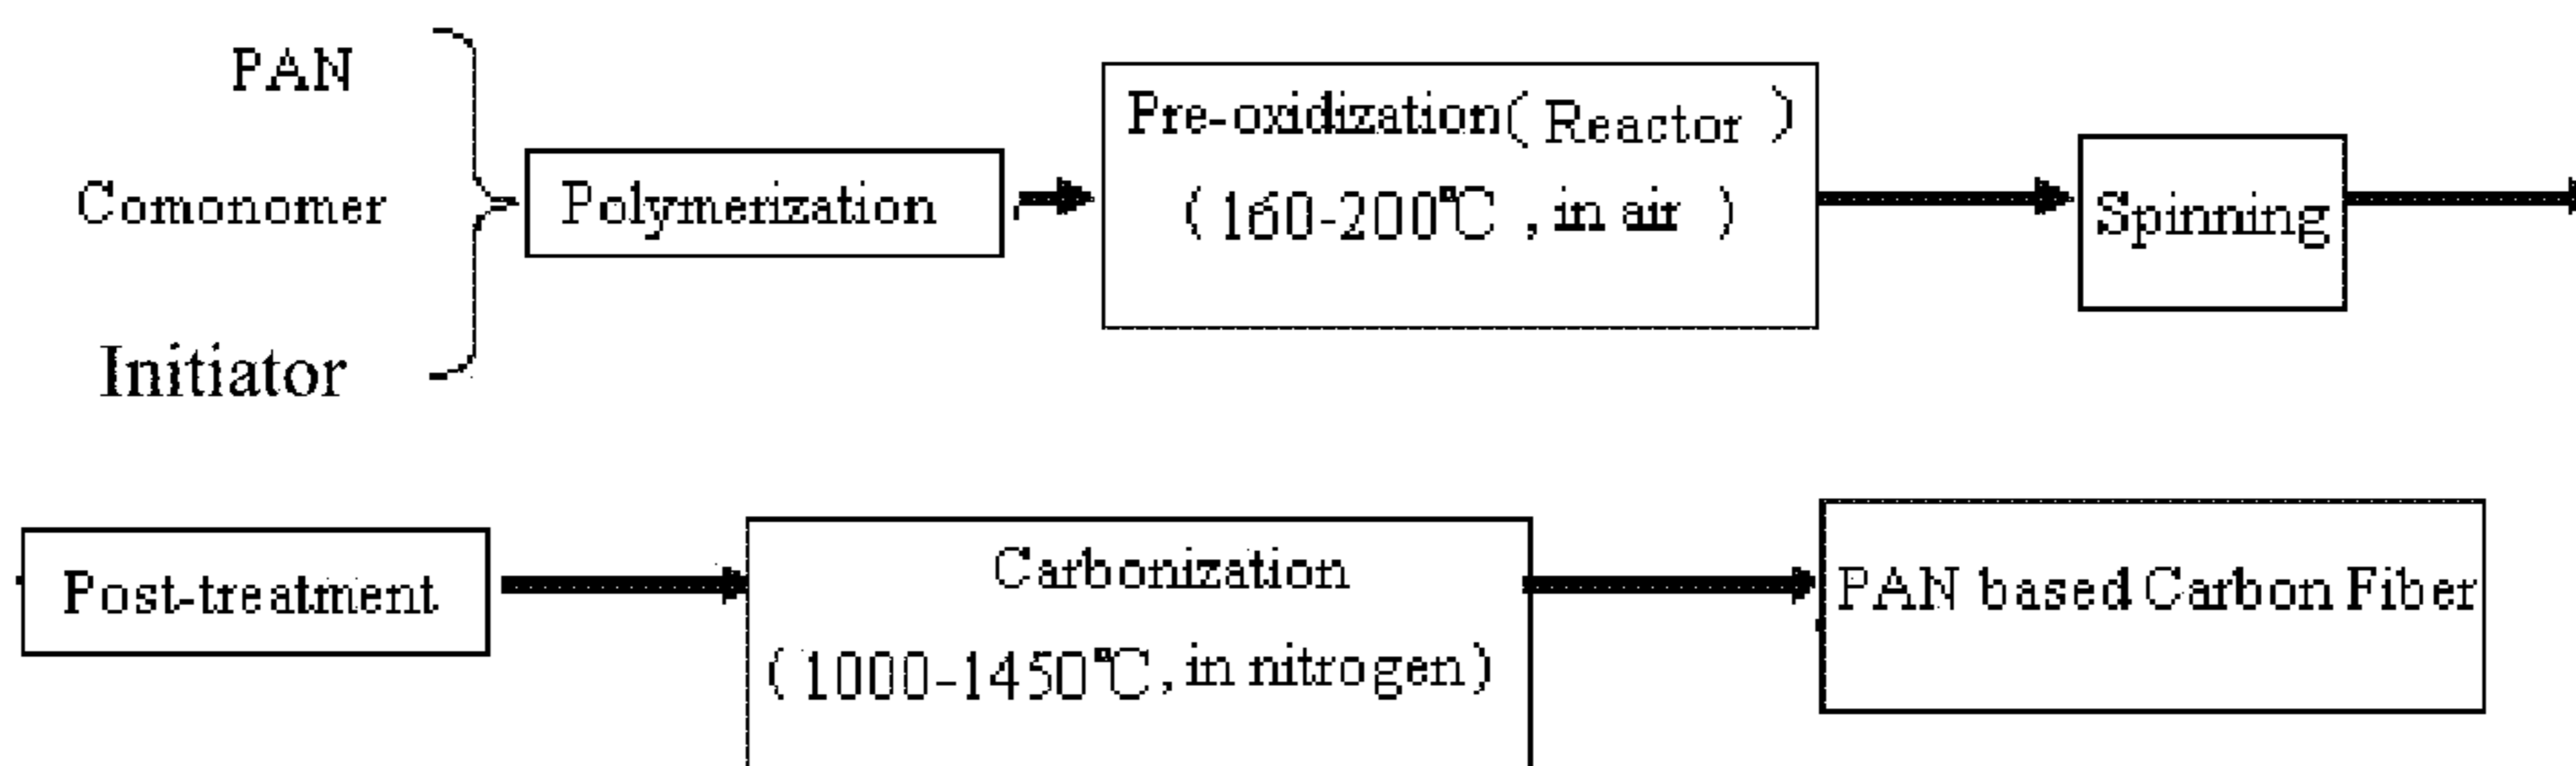 PAN
Comonomer
Initiator
Polymerization
Pre-oxidization( Reactor )
( 160-200℃ , in air )
Spinning
Post-treatment
Carbonization
( 1000-1450℃, in nitrogen)
PAN based Carbon Fiber